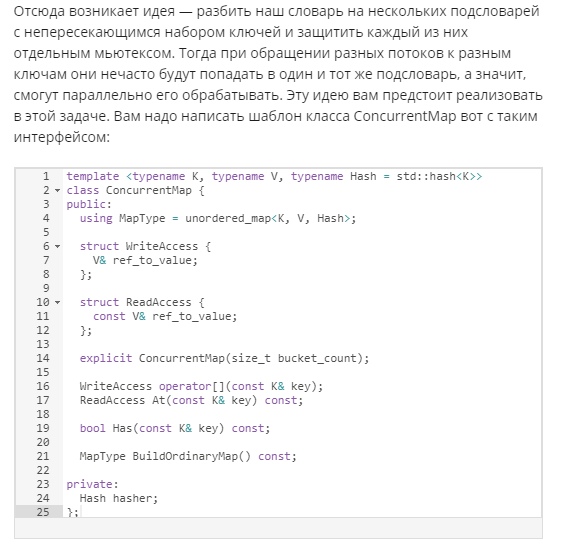 Отсюда возникает идея — разбить наш словарь на нескольких подсловарей
с непересекающимся набором ключей и защитить каждый из них
отдельным мьютексом. Тогда при обращении разных потоков к разным
ключам они нечасто будут попадать в один и тот же подсловарь, а значит,
смогут параллельно его обрабатывать. Эту идею вам предстоит реализовать
в этой задаче. Вам надо написать шаблон класса ConcurrentMap вот с таким
интерфейсом:
1 template <typename K, typename V, typename Hash = std::hash<K>>
2 class ConcurrentMap {
3 public:
4   using MapType = unordered_map<K, V, Hash>;
5
6   struct WriteAccess {
7     V& ref_to_value;
8   };
9
10   struct ReadAccess {
11     const V& ref_to_value;
12   };
13
14   explicit ConcurrentMap(size_t bucket_count);
15
16   WriteAccess operator[](const K& key);
17   ReadAccess At(const K& key) const;
18
19   bool Has(const K& key) const;
20
21   MapType BuildOrdinaryMap() const;
22
23 private:
24   Hash hasher;
25 };